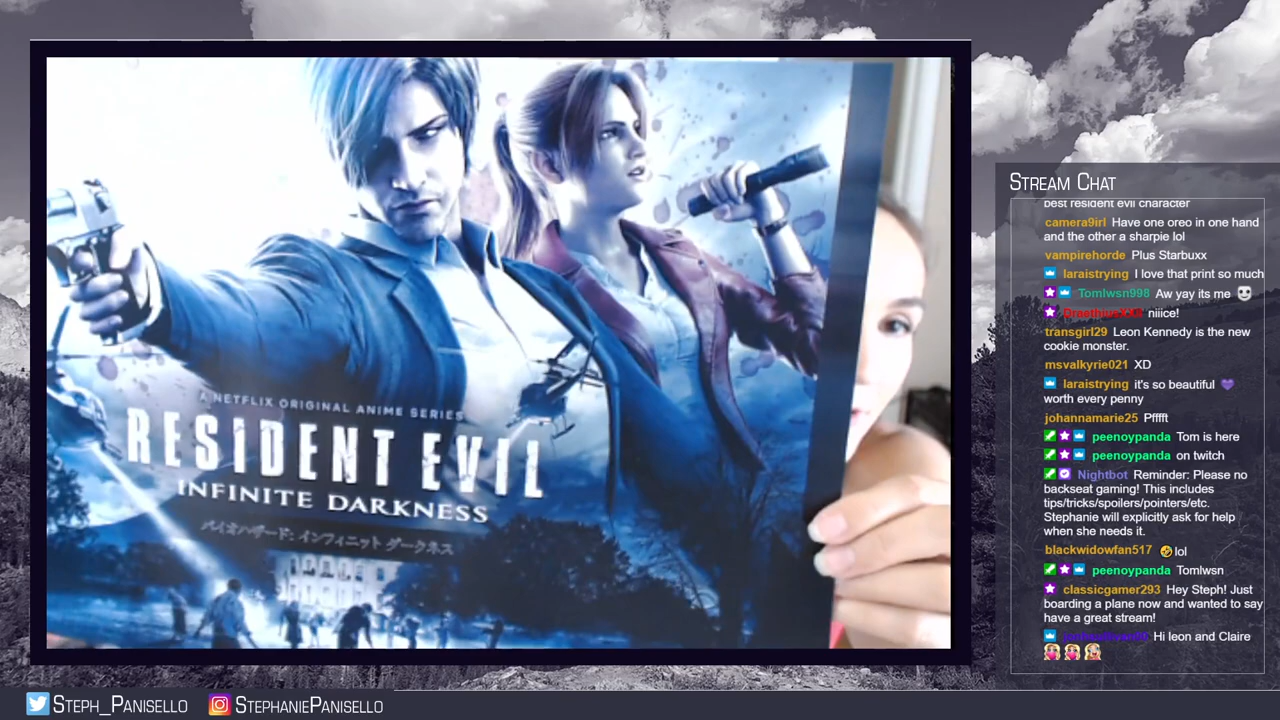 A NETFLIX ORIGINAL ANIME SERIES
RESIDENT EVIL
INFINITE DARKNESS
バイオハザード: インフィニット ダークネス
STREAM CHAT
best resident evil character
camera9irl Have one oreo in one hand
and the other a sharpie lol
vampirehorde Plus Starbuxx
laraistrying I love that print so much
Tomlwsn998 Aw yay its me
niiice!
transgirl29 Leon Kennedy is the new
cookie monster.
msvalkyrie021 XD
laraistrying it's so beautiful
worth every penny
johannamarie25 Pfffft
peenoypanda Tom is here
peenoypanda on twitch
Nightbot Reminder: Please no
backseat gaming! This includes
tips/tricks/spoilers/pointers/etc.
Stephanie will explicitly ask for help
when she needs it.
blackwidowfan517 lol
peenoypanda Tomlwsn
classicgamer293 Hey Steph! Just
boarding a plane now and wanted to say
have a great stream!
Hi leon and Claire
STEPH_PANISELLO
STEPHANIEPANISELLO